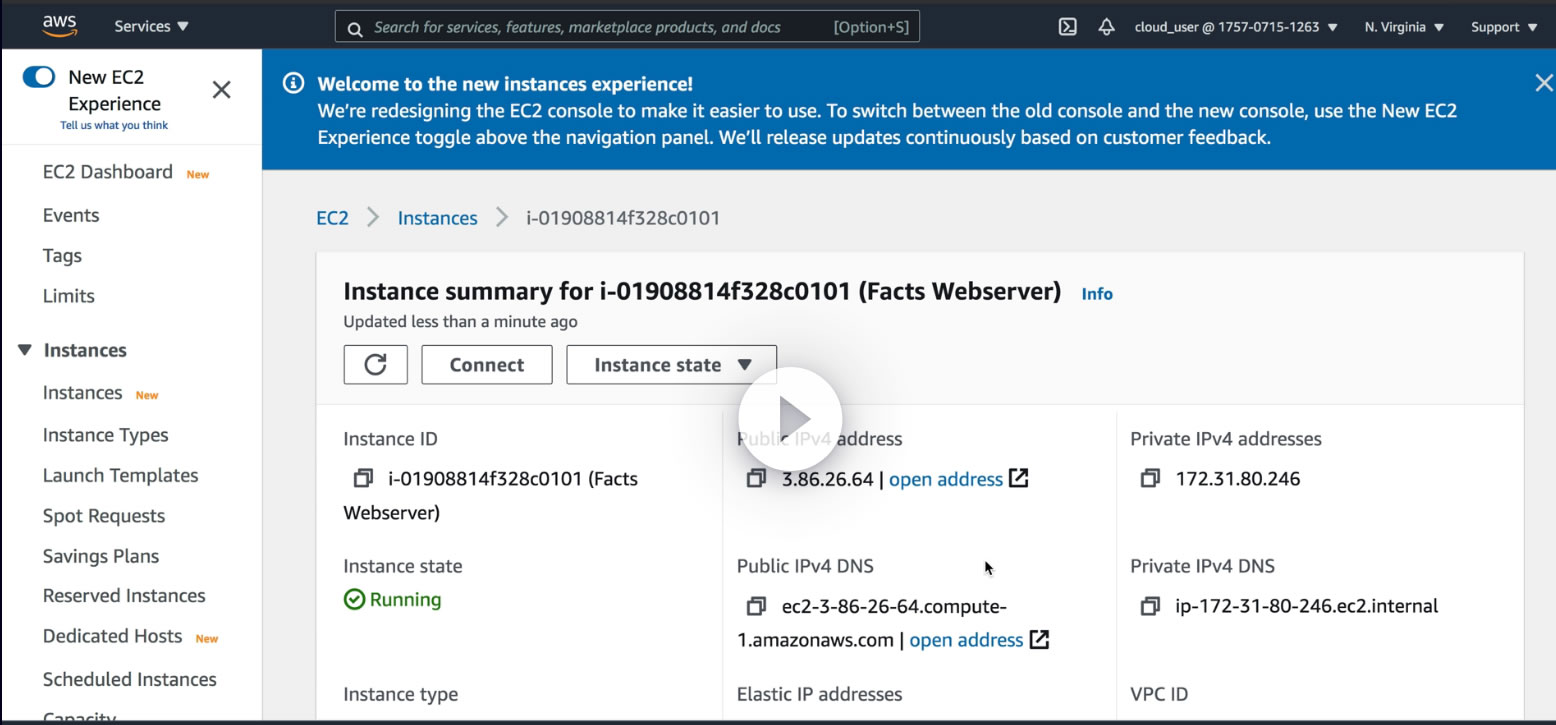 aws
Services ▼
Search for services, features, marketplace products, and docs [Option+S]
cloud_user @ 1757-0715-1263 ▼
N. Virginia ▼
Support ▼
New EC2
Experience
Tell us what you think
EC2 Dashboard New
Events
Tags
Limits
▼ Instances
Instances New
Instance Types
Launch Templates
Spot Requests
Savings Plans
Reserved Instances
Dedicated Hosts New
Scheduled Instances
Capacity
Welcome to the new instances experience!
We're redesigning the EC2 console to make it easier to use. To switch between the old console and the new console, use the New EC2
Experience toggle above the navigation panel. We'll release updates continuously based on customer feedback.
EC2 > Instances > i-01908814f328c0101
Instance summary for i-01908814f328c0101 (Facts Webserver) Info
Updated less than a minute ago
Connect
Instance state ▼
Instance ID
i-01908814f328c0101 (Facts
Webserver)
Public IPv4 address
3.86.26.64 | open address
Private IPv4 addresses
172.31.80.246
Instance state
Running
Public IPv4 DNS
ec2-3-86-26-64.compute-
1.amazonaws.com | open address
Private IPv4 DNS
ip-172-31-80-246.ec2.internal
Instance type
Elastic IP addresses
VPC ID